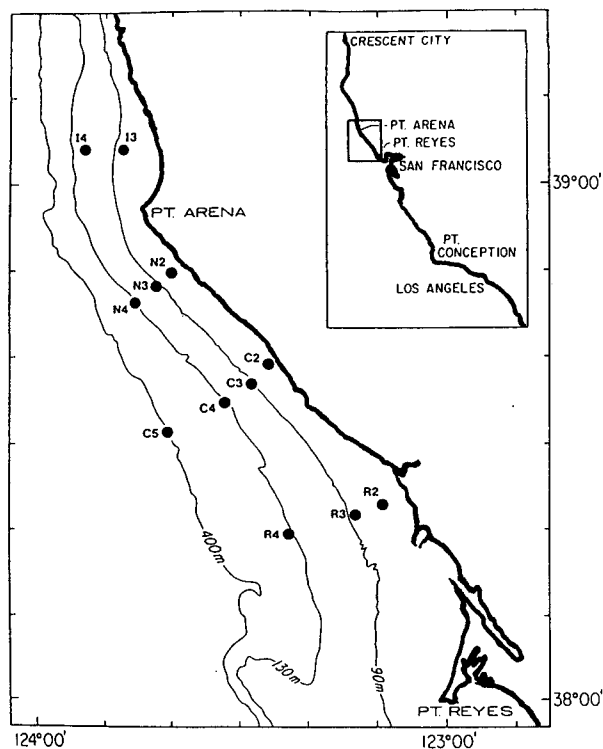 CRESCENT CITY
PT. ARENA
PT. REYES
SAN FRANCISCO
PT.
CONCEPTION
LOS ANGELES
39°00'
I4
I3
PT. ARENA
N2
N3
N4
C2
C3
C4
C5
R2
R3
R4
400m
130m
90m
PT. REYES
38°00'
124°00'
123°00'